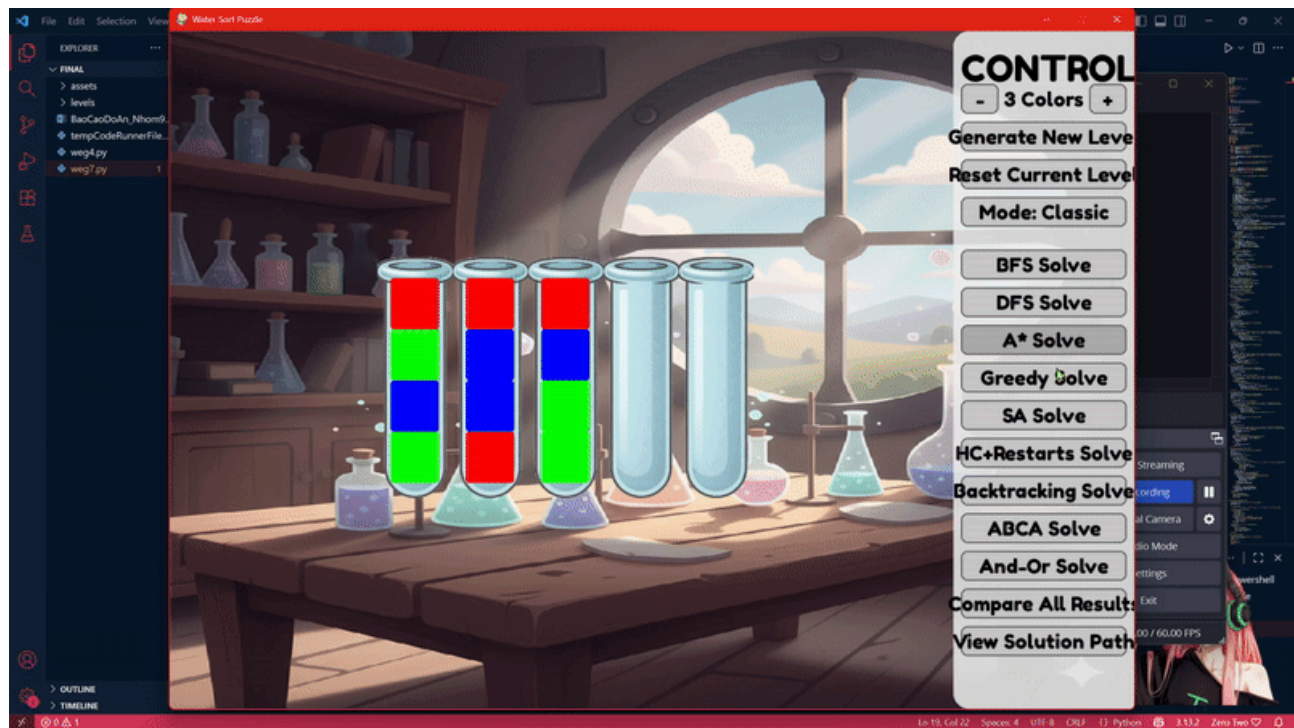 File Edit Selection View
Water Sort Puzzle
EXPLORER
FINAL
assets
levels
BaoCaoDoAn_Nhom9.
tempCodeRunnerFile...
weg4.py
weg7.py 1
OUTLINE
TIMELINE
CONTROL
- 3 Colors +
Generate New Leve
Reset Current Level
Mode: Classic
BFS Solve
DFS Solve
A* Solve
Greedy Solve
SA Solve
HC+Restarts Solve
Backtracking Solve
ABCA Solve
And-Or Solve
Compare All Results
View Solution Path
Streaming
cording
al Camera
dio Mode
ettings
Exit
.00 / 60.00 FPS
wershell
0 1
Ln 19, Col 22 Spaces: 4 UTF-8 CRLF {} Python 3.13.2 Zero Two